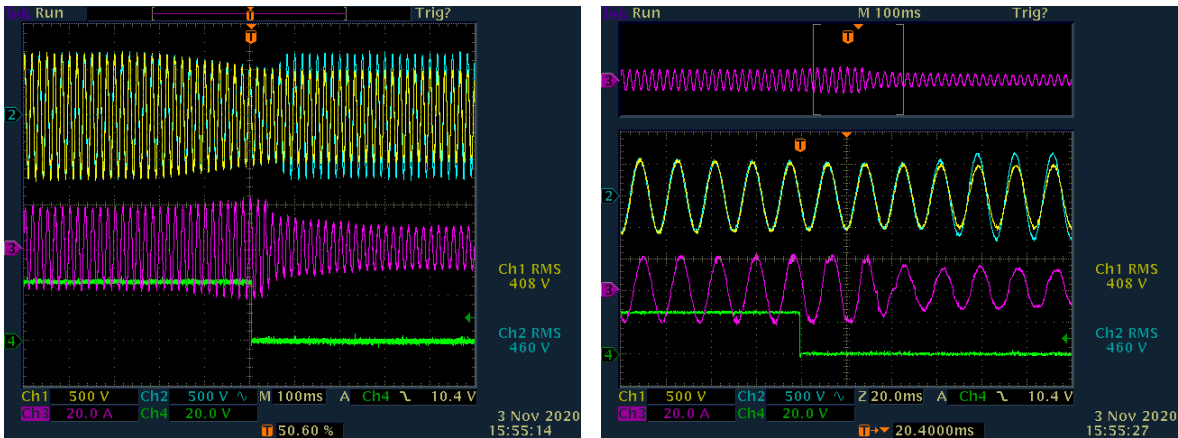 Tek Run
Trig?
T
T
2
3
4
Ch1 RMS
408 V
Ch2 RMS
460 V
Ch1 500 V Ch2 500 V ∿ M 100ms A Ch4 ∖ 10.4 V
Ch3 20.0 A Ch4 20.0 V
3 Nov 2020
15:55:14
T 50.60 %
Tek Run
M 100ms
Trig?
T
3
T
2
3
4
Ch1 RMS
408 V
Ch2 RMS
460 V
Ch1 500 V Ch2 500 V ∿ Z 20.0ms A Ch4 ∖ 10.4 V
Ch3 20.0 A Ch4 20.0 V
3 Nov 2020
15:55:27
T→▾ 20.4000ms